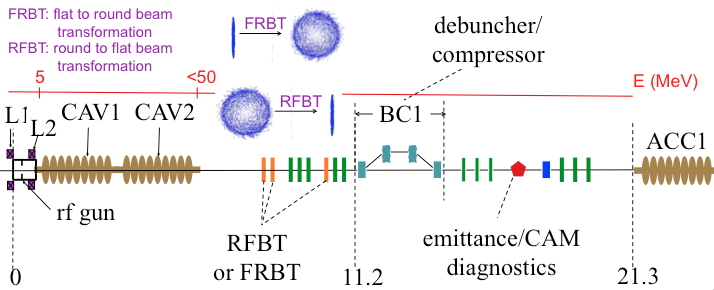 FRBT: flat to round beam
transformation
RFBT: round to flat beam
transformation
FRBT
debuncher/
compressor
5
<50
E (MeV)
RFBT
L1
L2
CAV1
CAV2
BC1
ACC1
rf gun
RFBT
or FRBT
emittance/CAM
diagnostics
0
11.2
21.3